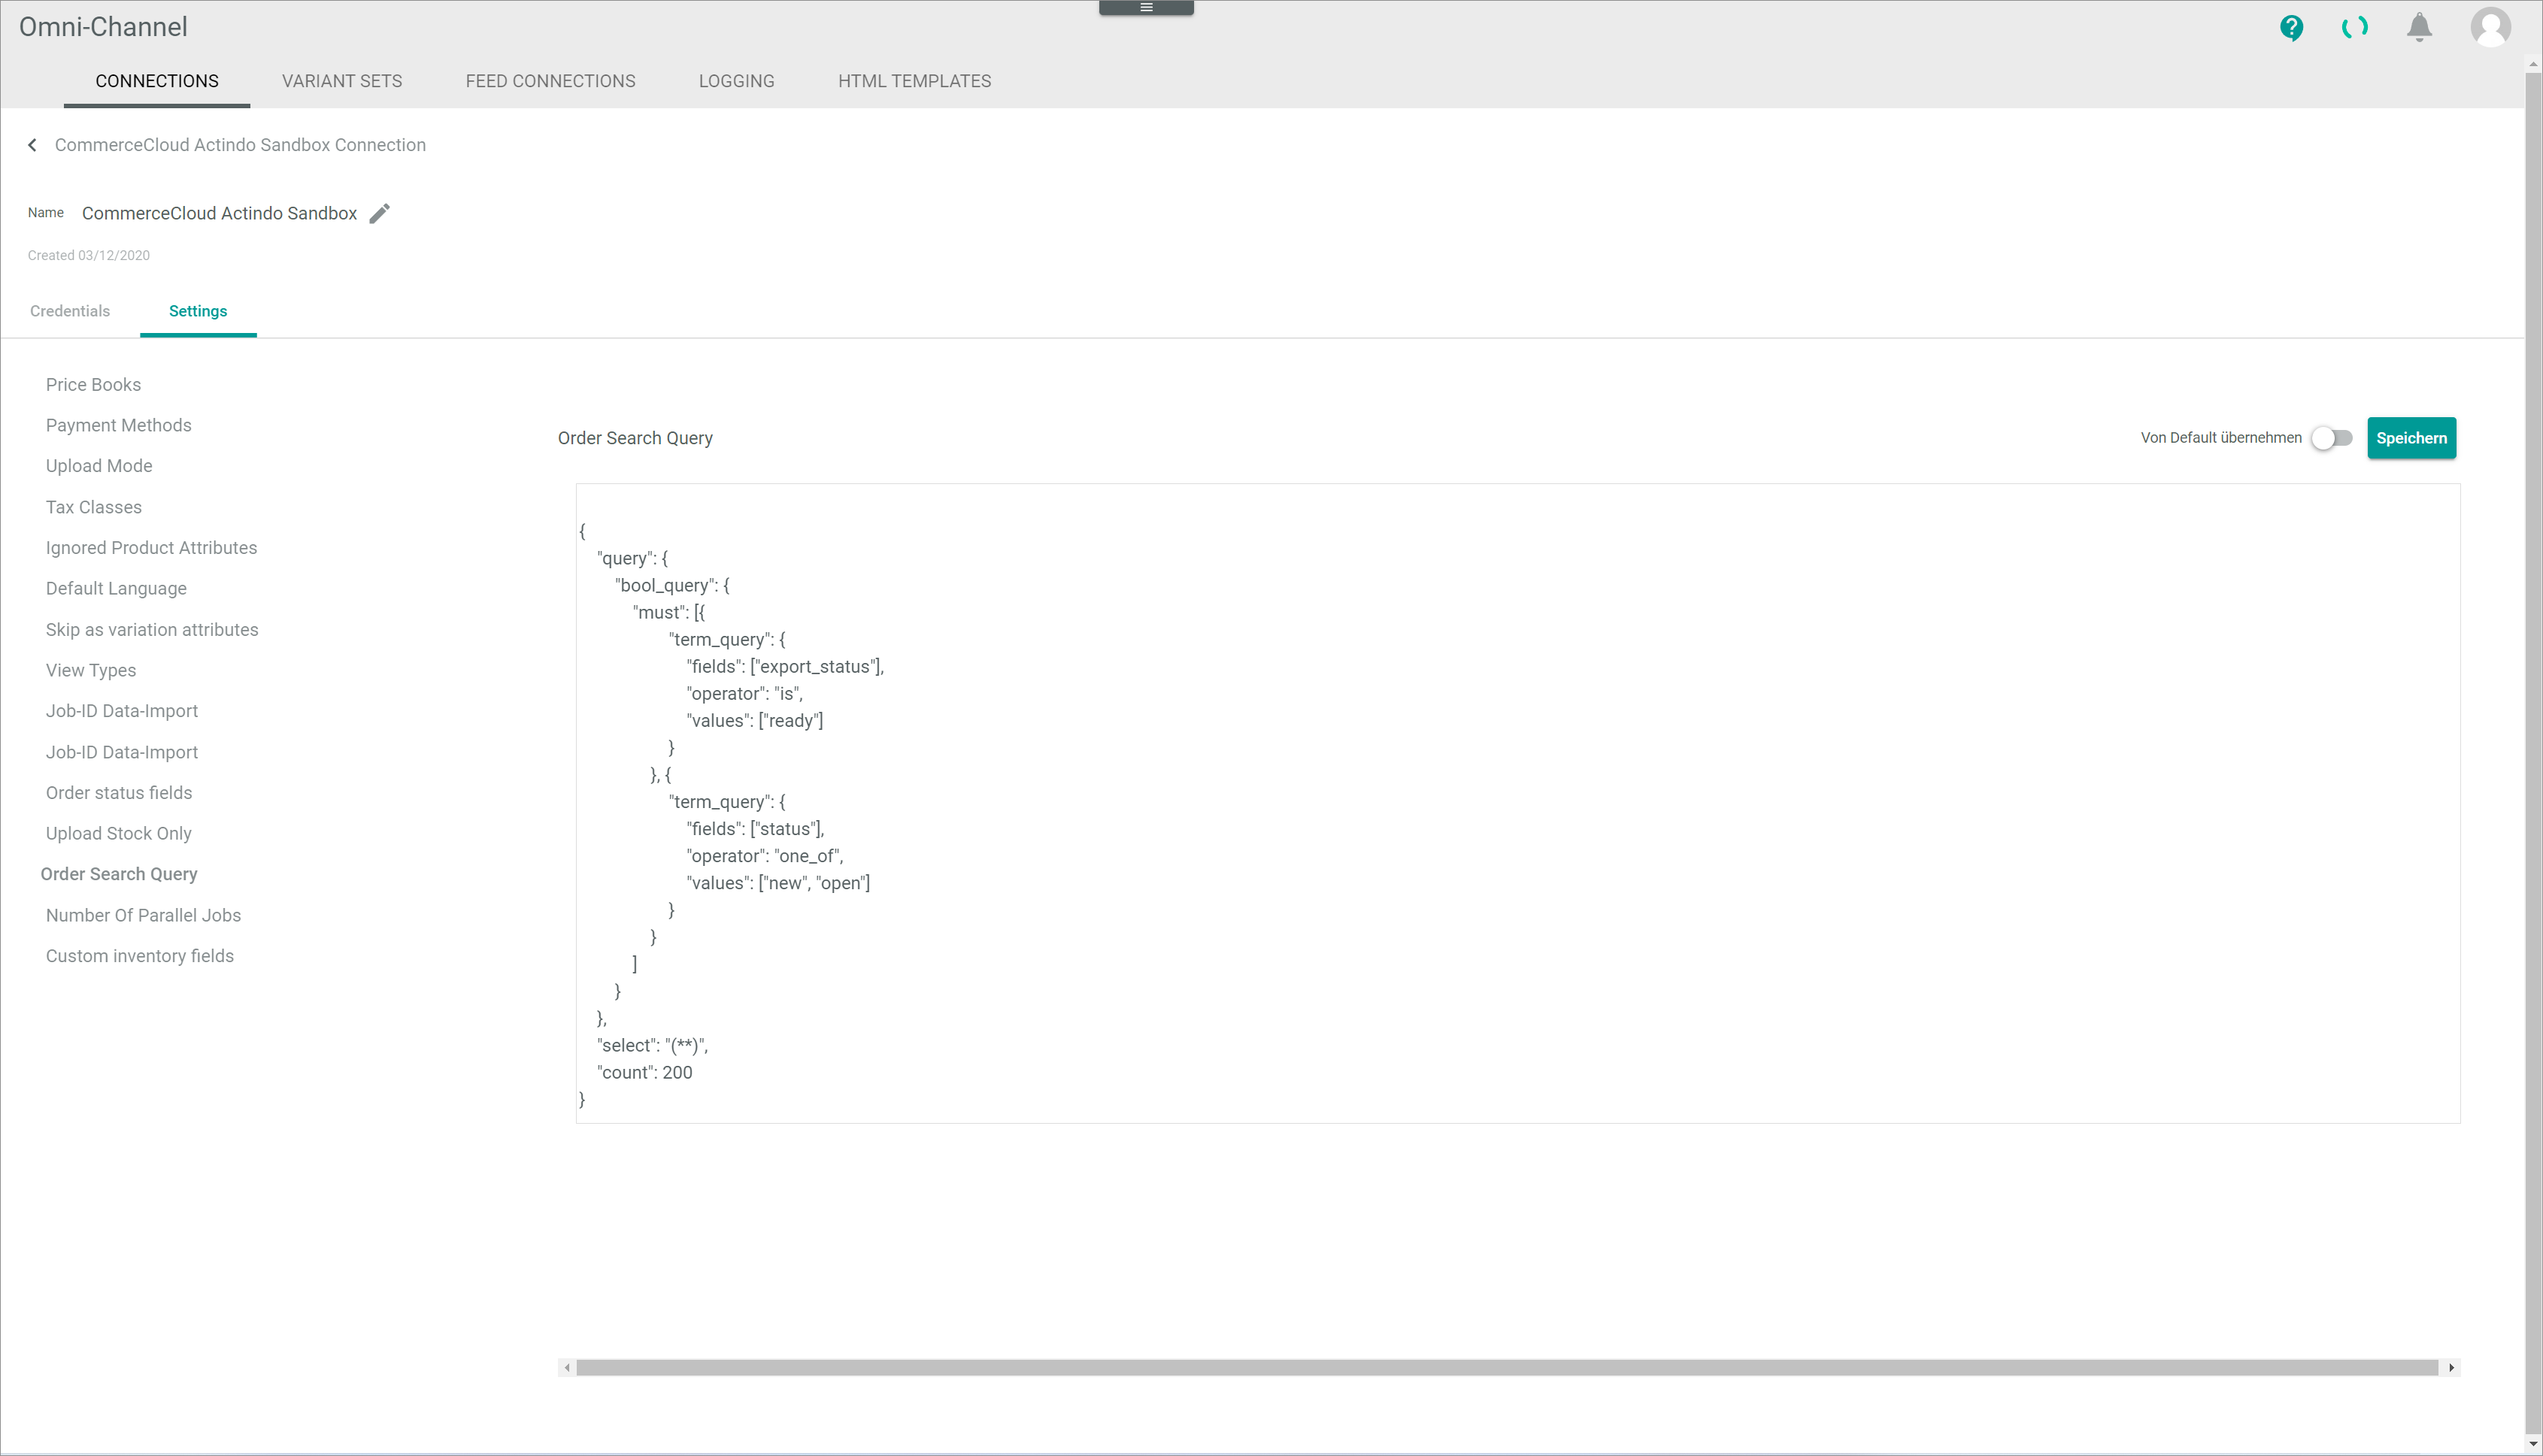 Omni-Channel
CONNECTIONS VARIANT SETS FEED CONNECTIONS LOGGING HTML TEMPLATES
CommerceCloud Actindo Sandbox Connection
Name CommerceCloud Actindo Sandbox
Created 03/12/2020
Credentials Settings
Price Books
Payment Methods
Upload Mode
Tax Classes
Ignored Product Attributes
Default Language
Skip as variation attributes
View Types
Job-ID Data-Import
Job-ID Data-Import
Order status fields
Upload Stock Only
Order Search Query
Number Of Parallel Jobs
Custom inventory fields
Order Search Query
Von Default übernehmen Speichern
{
"query": {
"bool_query": {
"must": [{
"term_query": {
"fields": ["export_status"],
"operator": "is",
"values": ["ready"]
}
}, {
"term_query": {
"fields": ["status"],
"operator": "one_of",
"values": ["new", "open"]
}
}
]
}
},
"select": "(**)",
"count": 200
}